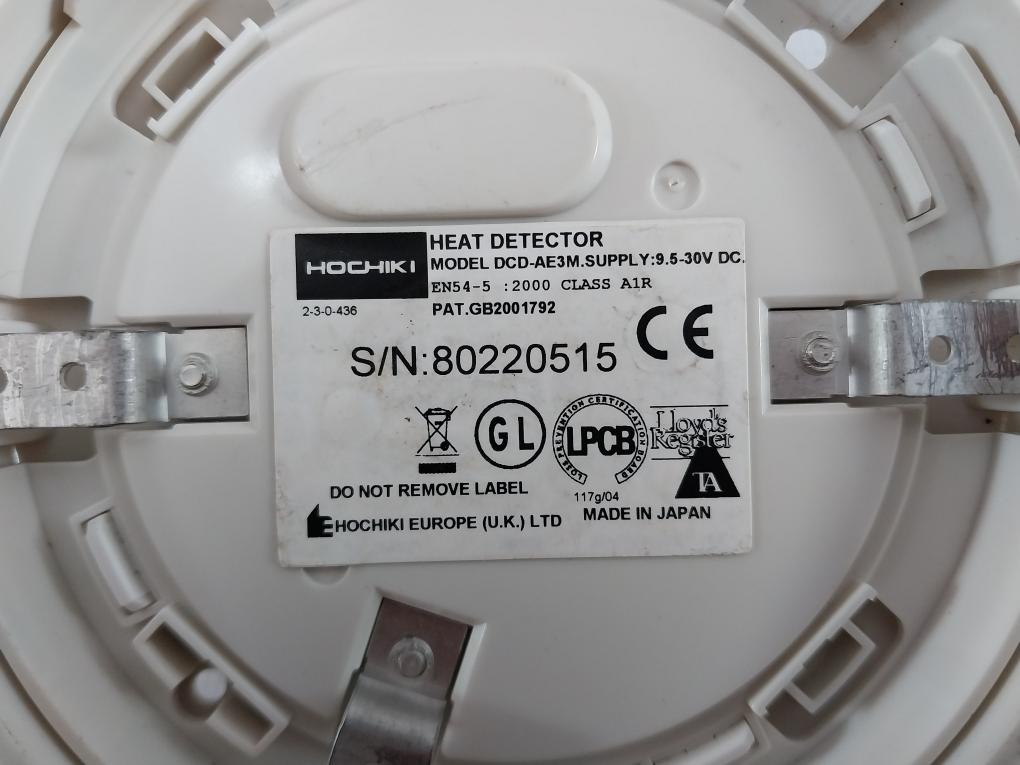 HOCHIKI
HEAT DETECTOR
MODEL DCD-AE3M.SUPPLY:9.5-30V DC.
EN54-5 :2000 CLASS A1R
2-3-0-436
PAT.GB2001792
CE
S/N:80220515
GL
LOSS PREVENTION CERTIFICATION BOARD
LPCB
Lloyd's
Register
TA
DO NOT REMOVE LABEL
117g/04
HOCHIKI EUROPE (U.K.) LTD
MADE IN JAPAN